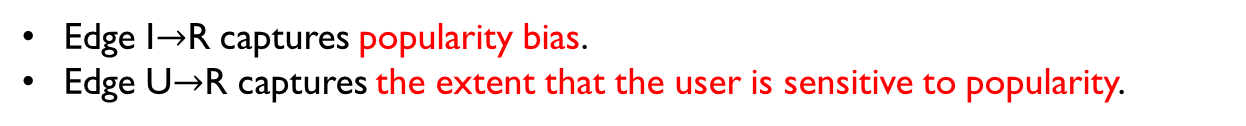 • Edge I→R captures popularity bias.
• Edge U→R captures the extent that the user is sensitive to popularity.